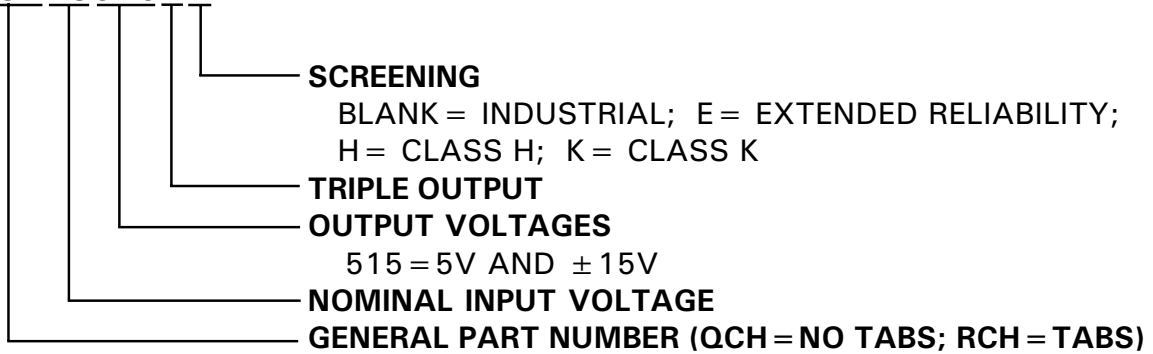 SCREENING
BLANK = INDUSTRIAL; E = EXTENDED RELIABILITY;
H = CLASS H; K = CLASS K
TRIPLE OUTPUT
OUTPUT VOLTAGES
515 = 5V AND ±15V
NOMINAL INPUT VOLTAGE
GENERAL PART NUMBER (QCH = NO TABS; RCH = TABS)